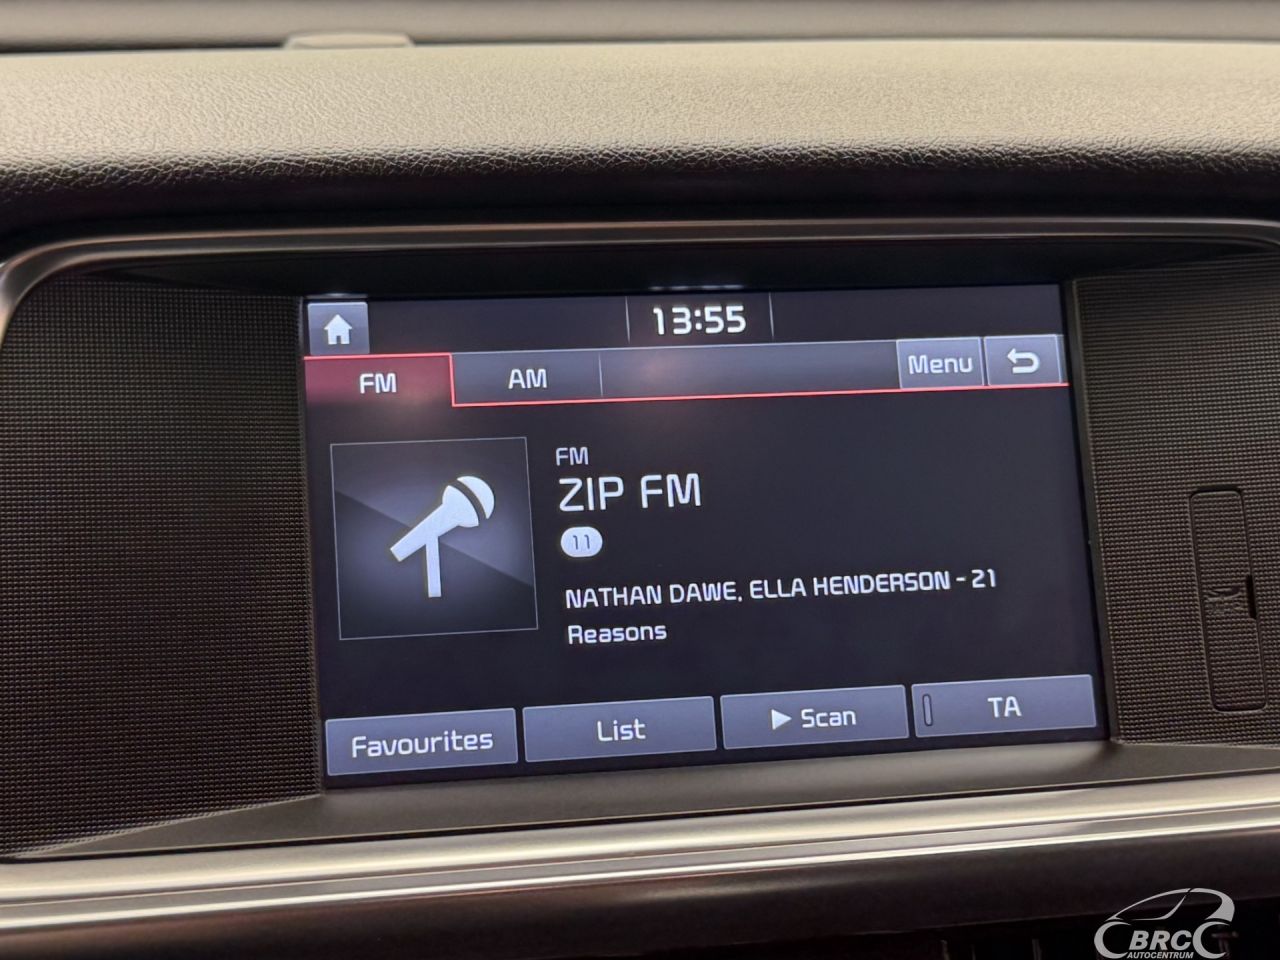 13:55
FM
AM
Menu
FM
ZIP FM
11
NATHAN DAWE, ELLA HENDERSON - 21
Reasons
Favourites
List
Scan
TA
BRC
AUTOCENTRUM